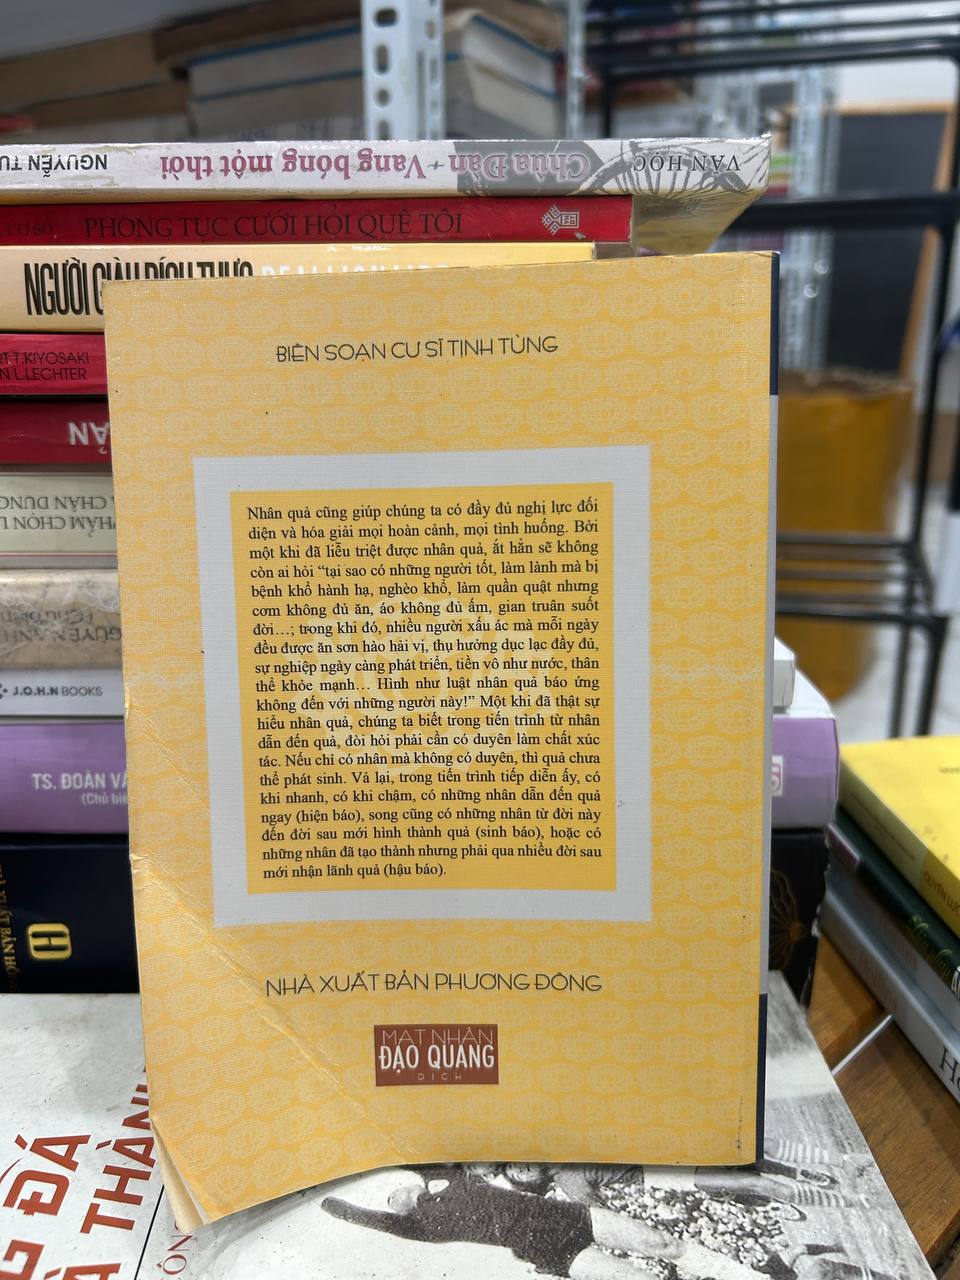 VĂN HỌC
Chùa Đàn - Vang bóng một thời
NGUYỄN TU
CƠ SỞ
PHONG TỤC CƯỚI HỎI QUÊ TÔI
NGƯỜI GIÀU ĐÍCH THỰC
RT T.KIYOSAKI
N L.LECHTER
CHÂN DUNG
J.O.H.N BOOKS
TS. ĐOÀN VĂ
(Chủ biê
BIÊN SOẠN CƯ SĨ TỊNH TÙNG
Nhân quả cũng giúp chúng ta có đầy đủ nghị lực đối
diện và hóa giải mọi hoàn cảnh, mọi tình huống. Bởi
một khi đã liễu triệt được nhân quả, ắt hẳn sẽ không
còn ai hỏi “tại sao có những người tốt, làm lành mà bị
bệnh khổ hành hạ, nghèo khổ, làm quần quật nhưng
cơm không đủ ăn, áo không đủ ấm, gian truân suốt
đời…; trong khi đó, nhiều người xấu ác mà mỗi ngày
đều được ăn sơn hào hải vị, thụ hưởng dục lạc đầy đủ,
sự nghiệp ngày càng phát triển, tiền vô như nước, thân
thể khỏe mạnh… Hình như luật nhân quả báo ứng
không đến với những người này!” Một khi đã thật sự
hiểu nhân quả, chúng ta biết trong tiến trình từ nhân
dẫn đến quả, đòi hỏi phải cần có duyên làm chất xúc
tác. Nếu chỉ có nhân mà không có duyên, thì quả chưa
thể phát sinh. Vả lại, trong tiến trình tiếp diễn ấy, có
khi nhanh, có khi chậm, có những nhân dẫn đến quả
ngay (hiện báo), song cũng có những nhân từ đời này
đến đời sau mới hình thành quả (sinh báo), hoặc có
những nhân đã tạo thành nhưng phải qua nhiều đời sau
mới nhận lãnh quả (hậu báo).
NHÀ XUẤT BẢN PHƯƠNG ĐÔNG
MẠT NHÂN
ĐẠO QUANG
DỊCH
G ĐÁ
THÀN